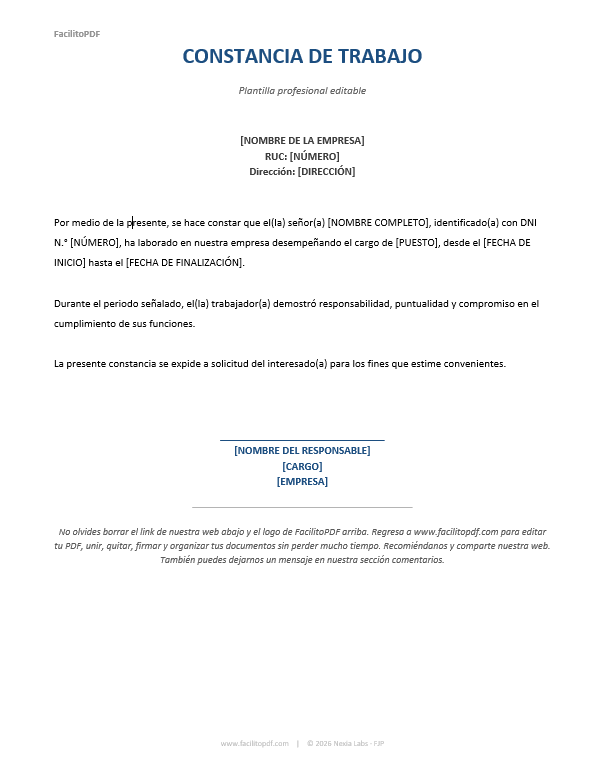 FacilitoPDF
CONSTANCIA DE TRABAJO
Plantilla profesional editable
[NOMBRE DE LA EMPRESA]
RUC: [NÚMERO]
Dirección: [DIRECCIÓN]
Por medio de la presente, se hace constar que el(la) señor(a) [NOMBRE COMPLETO], identificado(a) con DNI
N.° [NÚMERO], ha laborado en nuestra empresa desempeñando el cargo de [PUESTO], desde el [FECHA DE
INICIO] hasta el [FECHA DE FINALIZACIÓN].
Durante el periodo señalado, el(la) trabajador(a) demostró responsabilidad, puntualidad y compromiso en el
cumplimiento de sus funciones.
La presente constancia se expide a solicitud del interesado(a) para los fines que estime convenientes.
[NOMBRE DEL RESPONSABLE]
[CARGO]
[EMPRESA]
No olvides borrar el link de nuestra web abajo y el logo de FacilitoPDF arriba. Regresa a www.facilitopdf.com para editar
tu PDF, unir, quitar, firmar y organizar tus documentos sin perder mucho tiempo. Recomiéndanos y comparte nuestra web.
También puedes dejarnos un mensaje en nuestra sección comentarios.
www.facilitopdf.com | © 2026 Nexia Labs - FJP